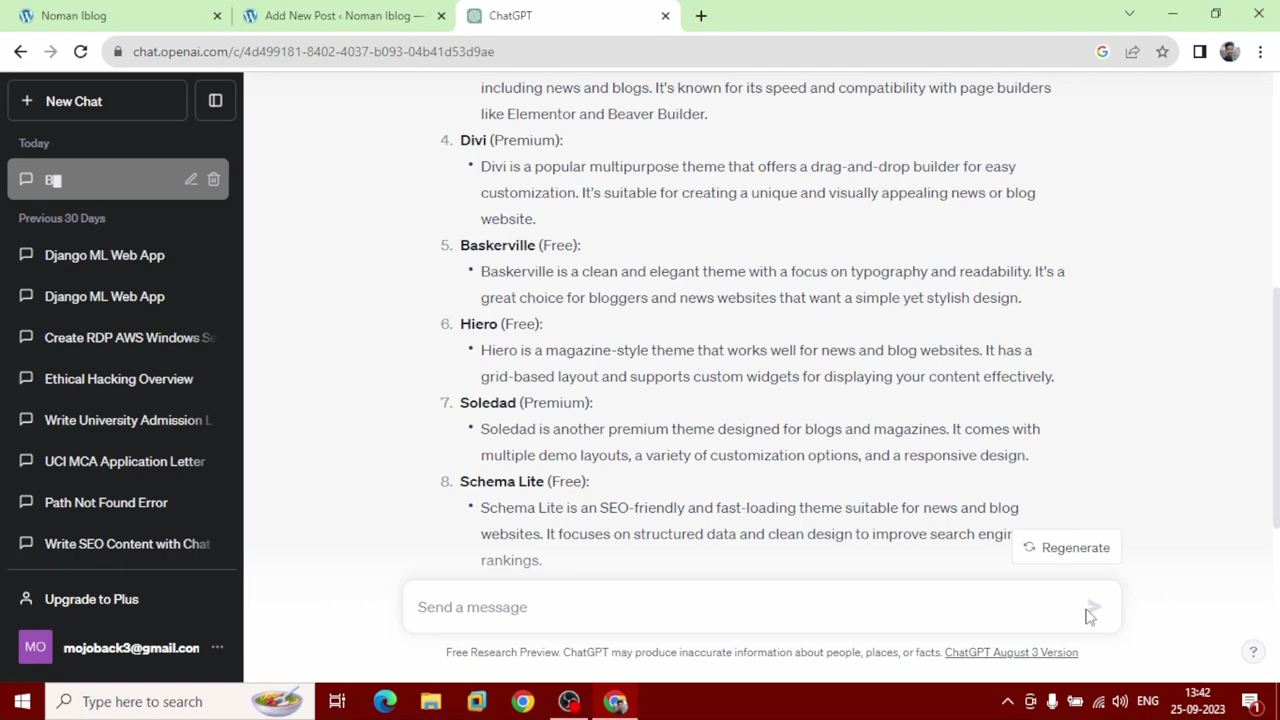 Noman Iblog
Add New Post ‹ Noman Iblog —
ChatGPT
chat.openai.com/c/4d499181-8402-4037-b093-04b41d53d9ae
New Chat
Today
B
Previous 30 Days
Django ML Web App
Django ML Web App
Create RDP AWS Windows Se
Ethical Hacking Overview
Write University Admission L
UCI MCA Application Letter
Path Not Found Error
Write SEO Content with Chat
Upgrade to Plus
MO
mojoback3@gmail.con
including news and blogs. It's known for its speed and compatibility with page builders
like Elementor and Beaver Builder.
4. Divi (Premium):
• Divi is a popular multipurpose theme that offers a drag-and-drop builder for easy
customization. It's suitable for creating a unique and visually appealing news or blog
website.
5. Baskerville (Free):
• Baskerville is a clean and elegant theme with a focus on typography and readability. It's a
great choice for bloggers and news websites that want a simple yet stylish design.
6. Hiero (Free):
• Hiero is a magazine-style theme that works well for news and blog websites. It has a
grid-based layout and supports custom widgets for displaying your content effectively.
7. Soledad (Premium):
• Soledad is another premium theme designed for blogs and magazines. It comes with
multiple demo layouts, a variety of customization options, and a responsive design.
8. Schema Lite (Free):
• Schema Lite is an SEO-friendly and fast-loading theme suitable for news and blog
websites. It focuses on structured data and clean design to improve search engin
rankings.
Regenerate
Send a message
Free Research Preview. ChatGPT may produce inaccurate information about people, places, or facts. ChatGPT August 3 Version
?
Type here to search
ENG
13:42
25-09-2023
1